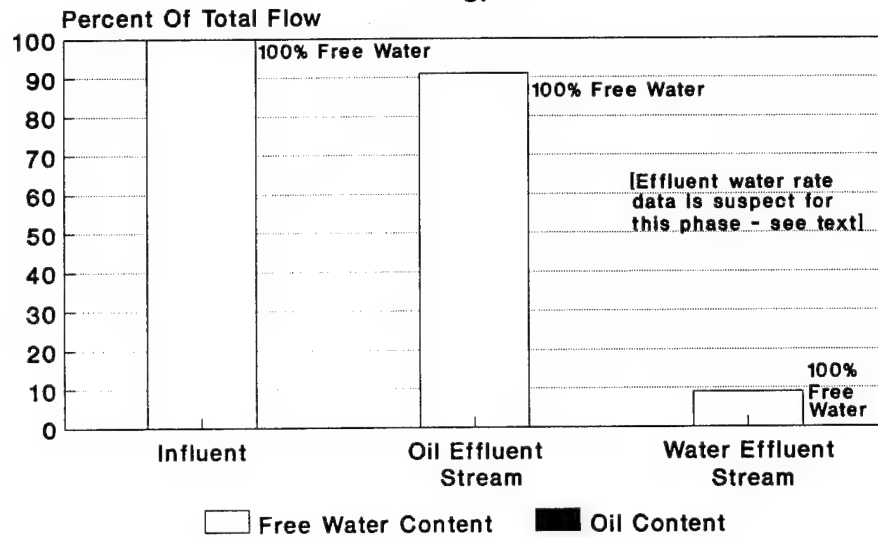 Percent Of Total Flow
100
90
80
70
60
50
40
30
20
10
0
100% Free Water
100% Free Water
[Effluent water rate
data is suspect for
this phase - see text]
100%
Free
Water
Influent
Oil Effluent
Stream
Water Effluent
Stream
Free Water Content
Oil Content